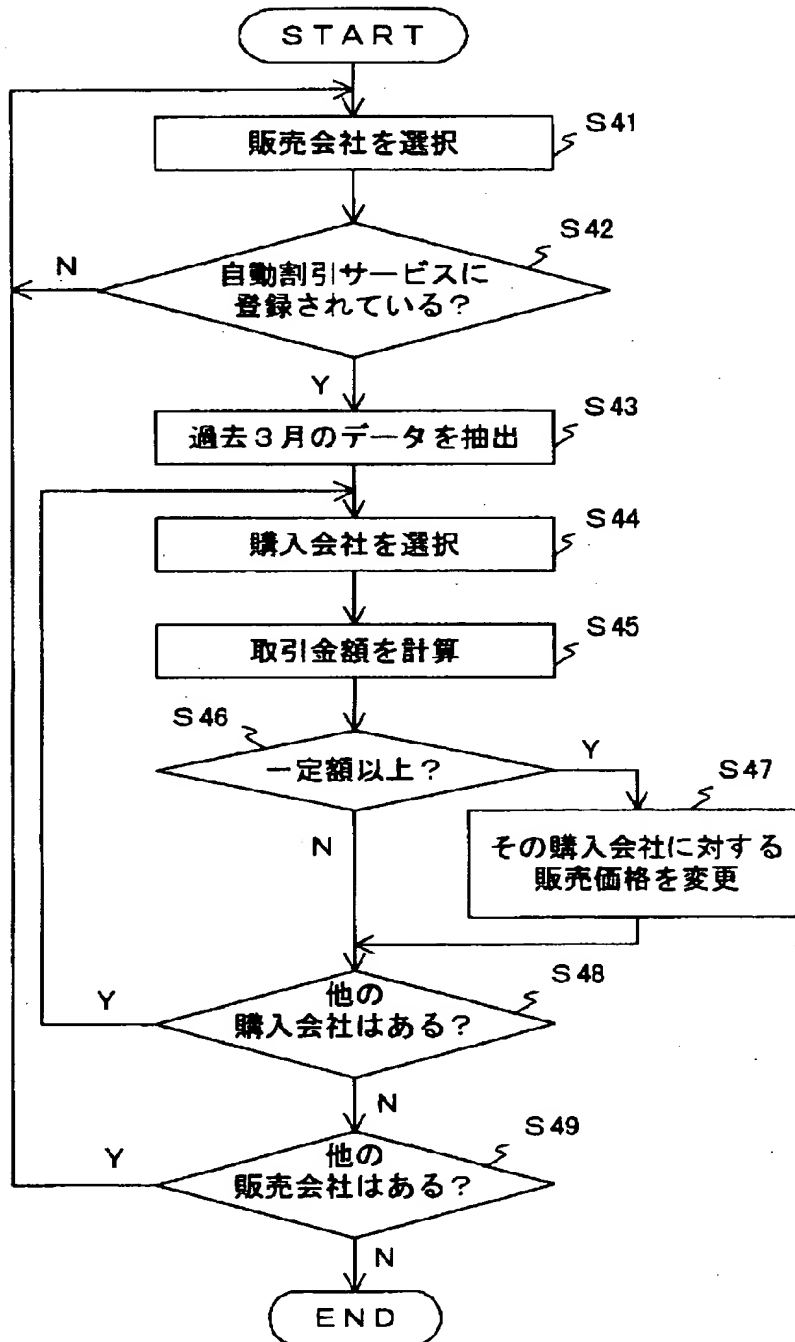 START
販売会社を選択
S41
S42
N
自動割引サービスに
登録されている？
Y
S43
過去３月のデータを抽出
S44
購入会社を選択
S45
取引金額を計算
S46
一定額以上？
Y
S47
N
その購入会社に対する
販売価格を変更
S48
Y
他の
購入会社はある？
N
S49
Y
他の
販売会社はある？
N
END